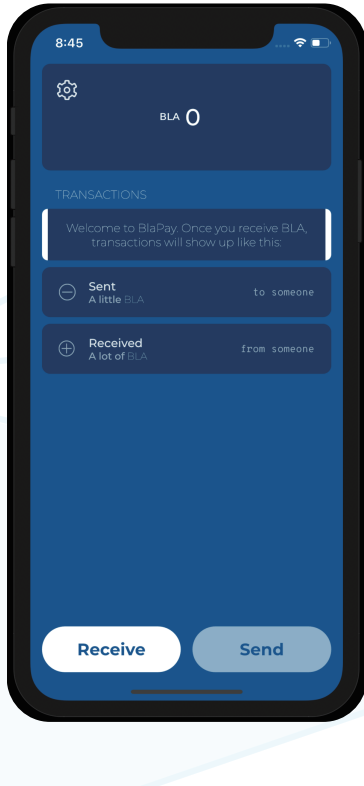 8:45
BLA 0
TRANSACTIONS
Welcome to BlaPay. Once you receive BLA,
transactions will show up like this:
Sent
A little BLA
to someone
Received
A lot of BLA
from someone
Receive
Send